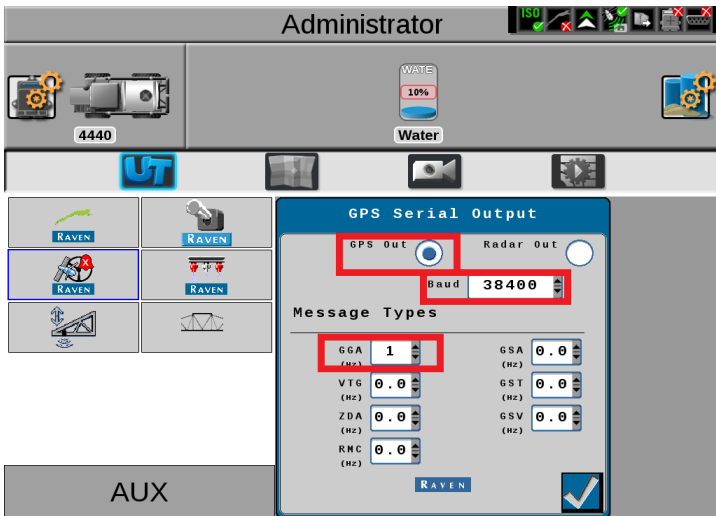 Administrator
ISO
WATE
10%
4440
Water
UT
RAVEN
RAVEN
RAVEN
RAVEN
GPS Serial Output
GPS Out
Radar Out
Baud 38400
Message Types
GGA (Hz) 1
GSA (Hz) 0.0
VTG (Hz) 0.0
GST (Hz) 0.0
ZDA (Hz) 0.0
GSV (Hz) 0.0
RMC (Hz) 0.0
RAVEN
AUX